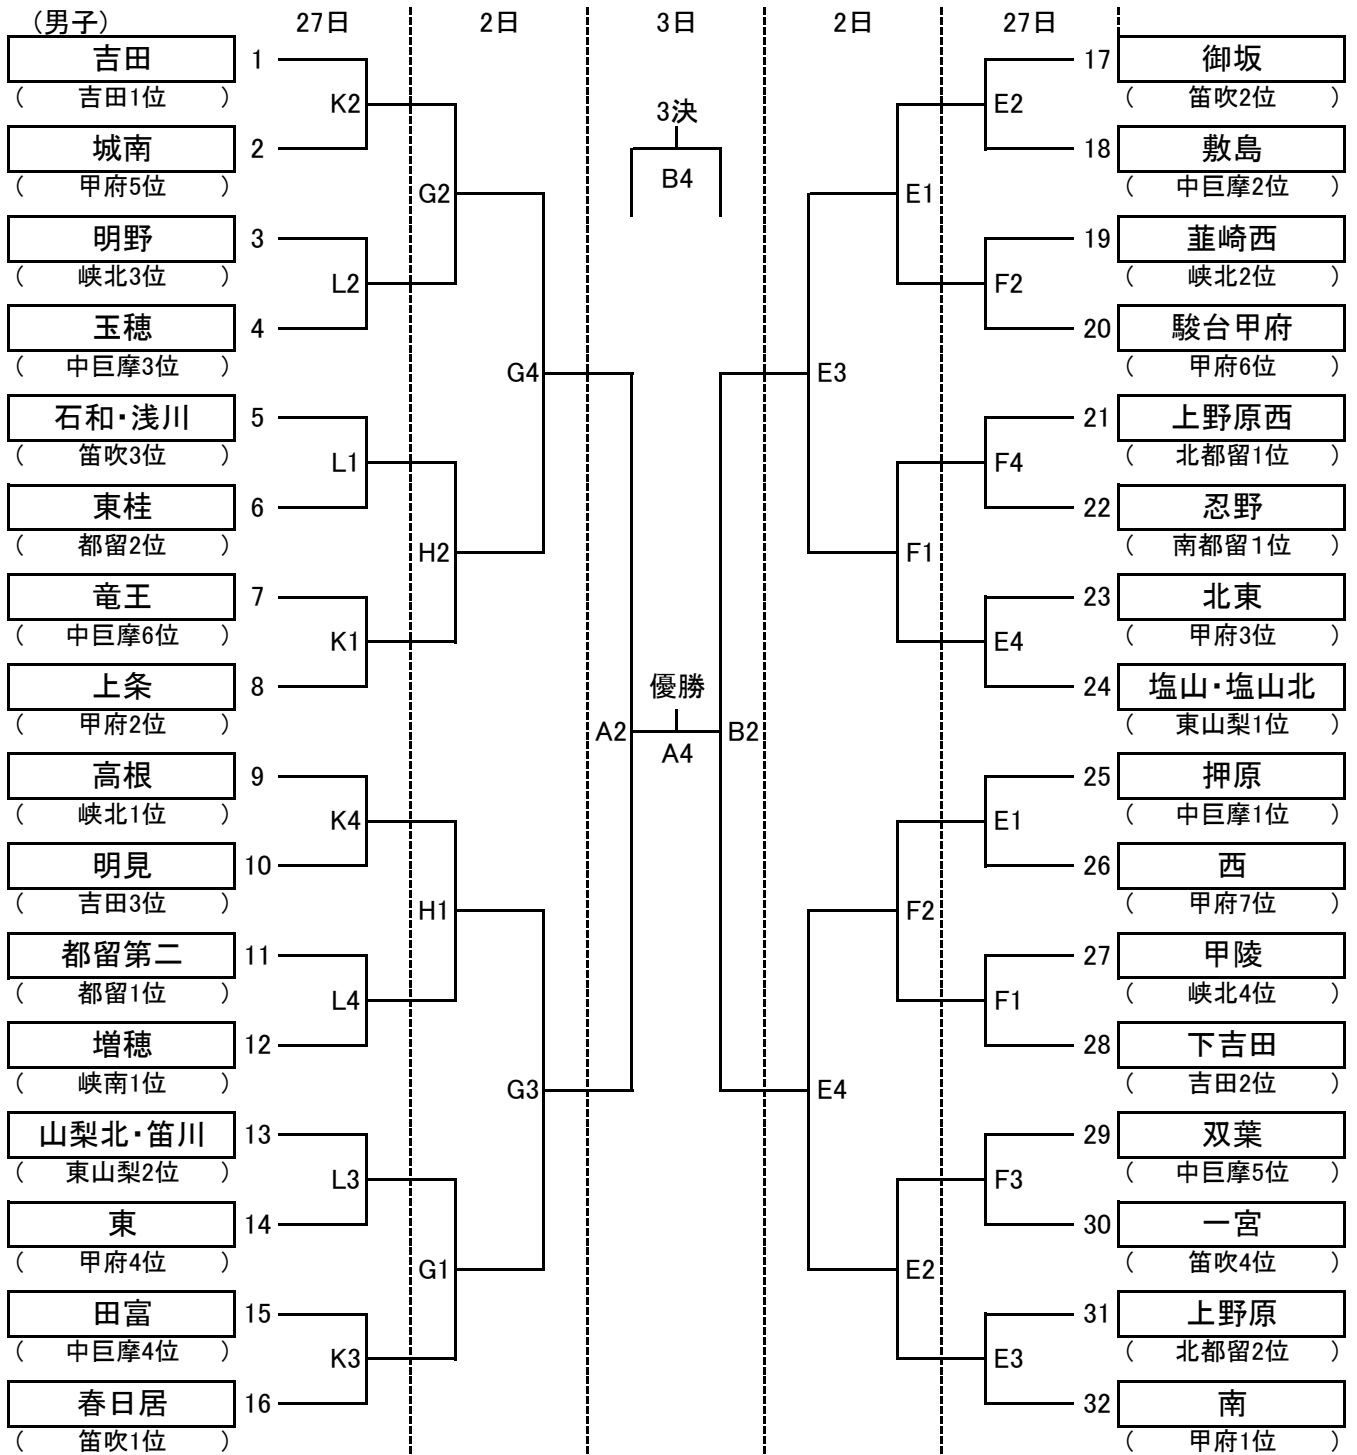 （男子）
27日 2日 3日 2日 27日
吉田 1
（ 吉田1位 ）
K2
城南 2
（ 甲府5位 ）
G2
明野 3
（ 峡北3位 ）
L2
玉穂 4
（ 中巨摩3位 ）
G4
石和・浅川 5
（ 笛吹3位 ）
L1
東桂 6
（ 都留2位 ）
H2
竜王 7
（ 中巨摩6位 ）
K1
上条 8
（ 甲府2位 ）
A2
高根 9
（ 峡北1位 ）
K4
明見 10
（ 吉田3位 ）
H1
都留第二 11
（ 都留1位 ）
L4
増穂 12
（ 峡南1位 ）
G3
山梨北・笛川 13
（ 東山梨2位 ）
L3
東 14
（ 甲府4位 ）
G1
田富 15
（ 中巨摩4位 ）
K3
春日居 16
（ 笛吹1位 ）
3決
B4
優勝
A4
17 御坂
（ 笛吹2位 ）
E2
18 敷島
（ 中巨摩2位 ）
E1
19 韮崎西
（ 峡北2位 ）
F2
20 駿台甲府
（ 甲府6位 ）
E3
21 上野原西
（ 北都留1位 ）
F4
22 忍野
（ 南都留１位 ）
F1
23 北東
（ 甲府3位 ）
E4
24 塩山・塩山北
（ 東山梨1位 ）
B2
25 押原
（ 中巨摩1位 ）
E1
26 西
（ 甲府7位 ）
F2
27 甲陵
（ 峡北4位 ）
F1
28 下吉田
（ 吉田2位 ）
E4
29 双葉
（ 中巨摩5位 ）
F3
30 一宮
（ 笛吹4位 ）
E2
31 上野原
（ 北都留2位 ）
E3
32 南
（ 甲府1位 ）